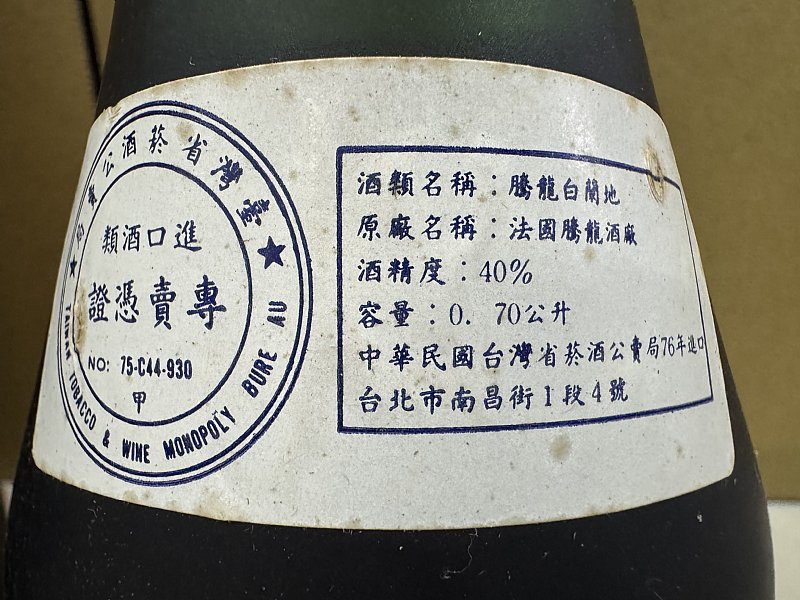 臺灣省菸酒公賣局
進口酒類
專賣憑證
NO: 75-C44-930
甲
TAIWAN TOBACCO & WINE MONOPOLY BURE AU
酒類名稱：騰龍白蘭地
原廠名稱：法國騰龍酒廠
酒精度：40%
容量：0. 70公升
中華民國台灣省菸酒公賣局76年進口
台北市南昌街1段4號